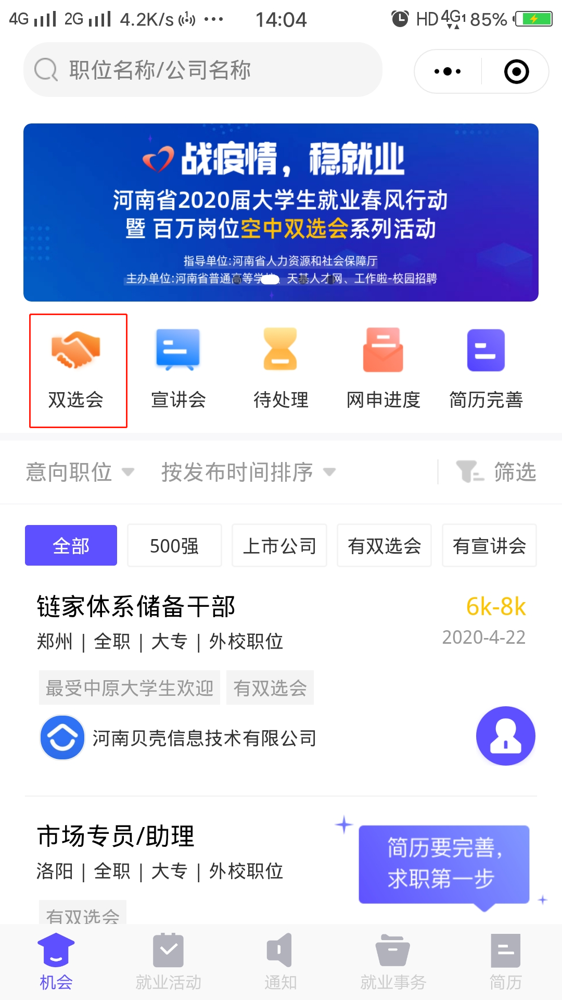 4G 2G 4.2K/s 14:04 HD 4G 1 85%
职位名称/公司名称
战疫情，稳就业
河南省2020届大学生就业春风行动
暨 百万岗位空中双选会系列活动
指导单位:河南省人力资源和社会保障厅
主办单位:河南省普通高等学 、天基人才网、工作啦-校园招聘
双选会 宣讲会 待处理 网申进度 简历完善
意向职位 按发布时间排序 筛选
全部 500强 上市公司 有双选会 有宣讲会
链家体系储备干部 6k-8k
郑州 | 全职 | 大专 | 外校职位 2020-4-22
最受中原大学生欢迎 有双选会
河南贝壳信息技术有限公司
市场专员/助理
洛阳 | 全职 | 大专 | 外校职位
简历要完善，
求职第一步
有双选会
机会 就业活动 通知 就业事务 简历